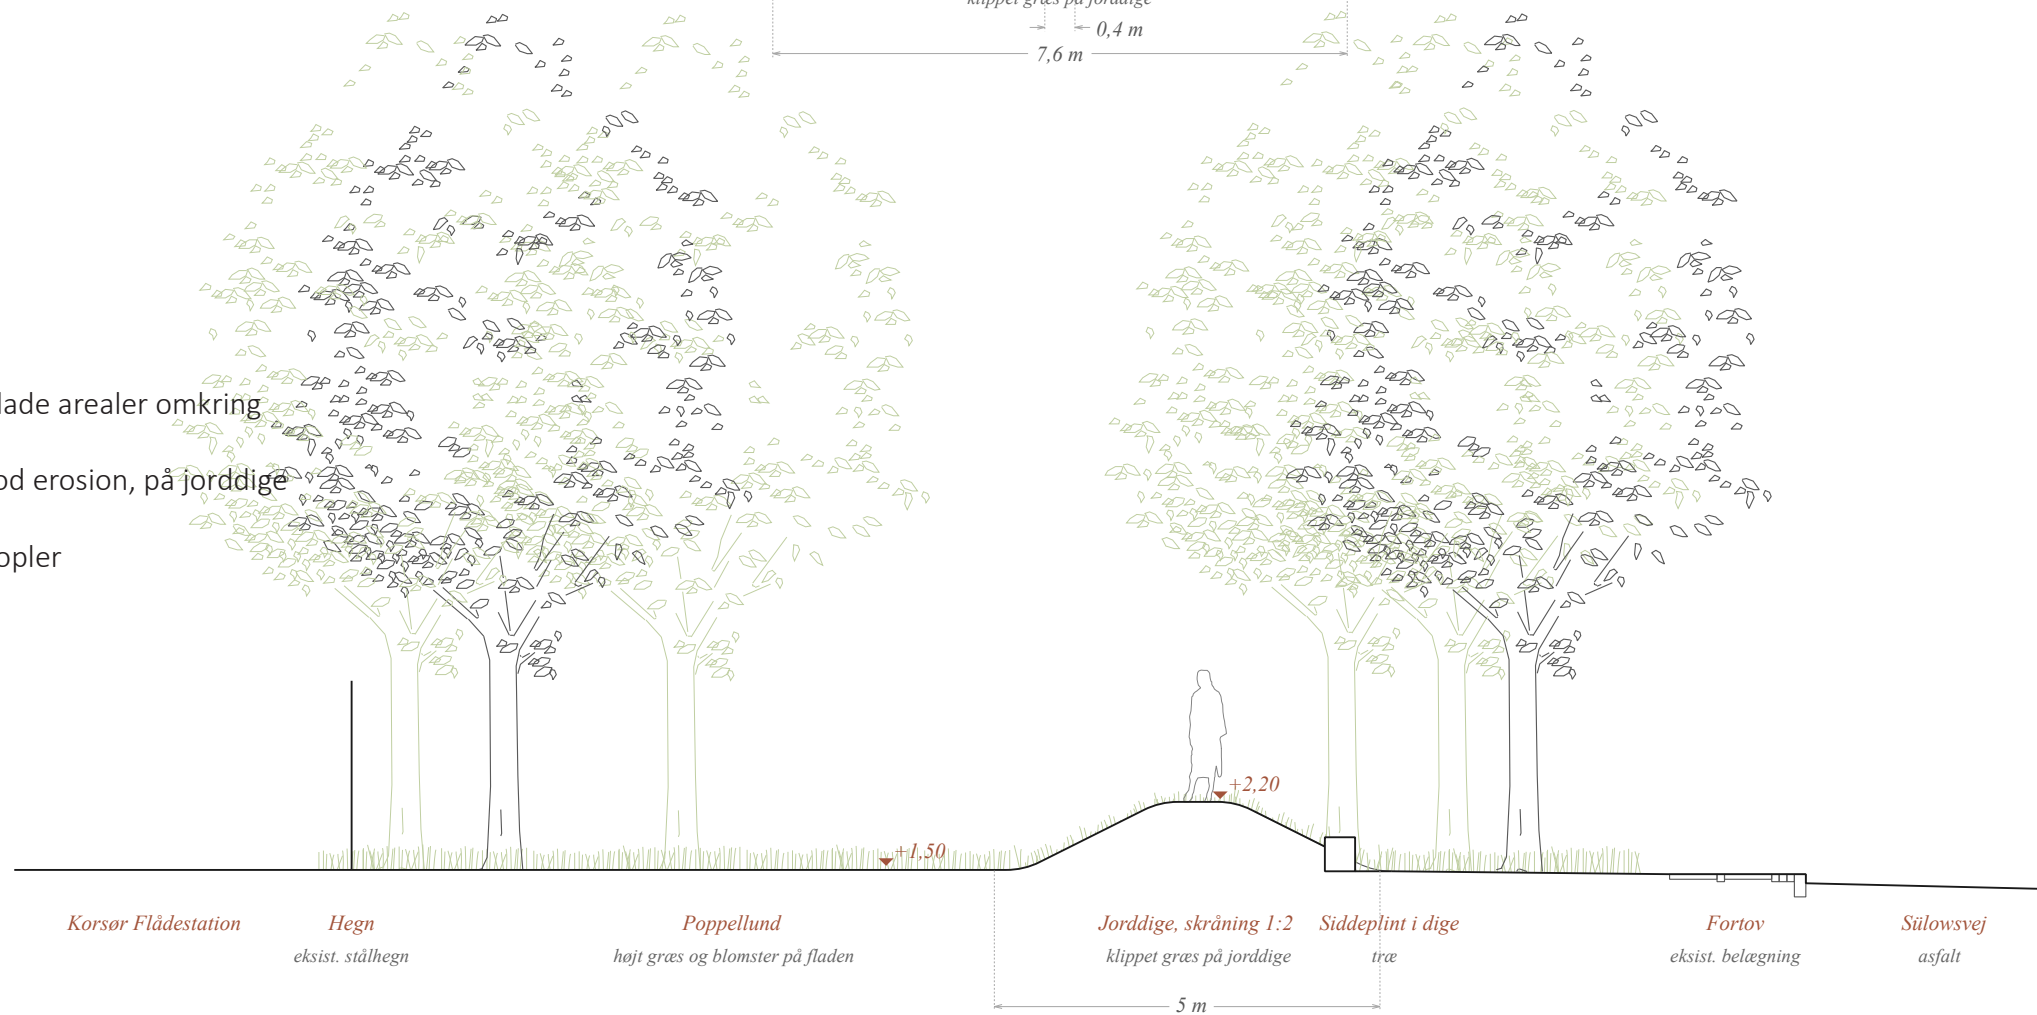 klippet græs på jorddige
0,4 m
7,6 m
lade arealer omkring
od erosion, på jorddige
opler
+2,20
+1,50
Korsør Flådestation
Hegn
Poppellund
Jorddige, skråning 1:2
Siddeplint i dige
Fortov
Sülowsvej
eksist. stålhegn
højt græs og blomster på fladen
klippet græs på jorddige
træ
eksist. belægning
asfalt
5 m